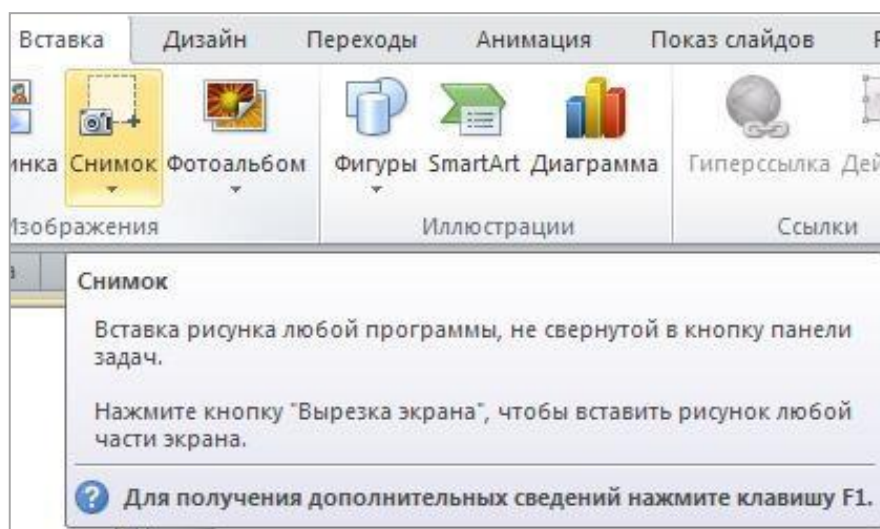 Вставка Дизайн Переходы Анимация Показ слайдов
Снимок Фотоальбом Фигуры SmartArt Диаграмма Гиперссылка
Изображения Иллюстрации Ссылки
Снимок
Вставка рисунка любой программы, не свернутой в кнопку панели
задач.
Нажмите кнопку "Вырезка экрана", чтобы вставить рисунок любой
части экрана.
Для получения дополнительных сведений нажмите клавишу F1.